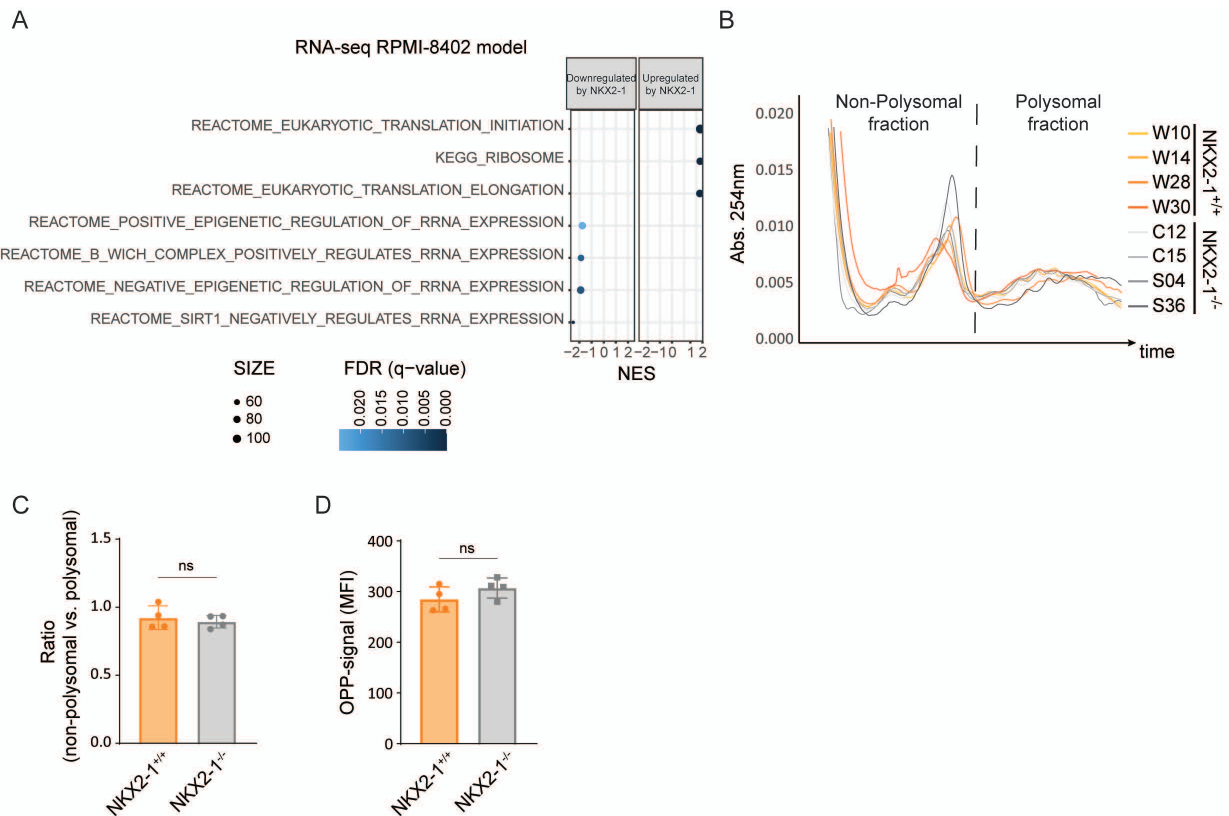 A
RNA-seq RPMI-8402 model
Downregulated by NKX2-1
Upregulated by NKX2-1
REACTOME_EUKARYOTIC_TRANSLATION_INITIATION
KEGG_RIBOSOME
REACTOME_EUKARYOTIC_TRANSLATION_ELONGATION
REACTOME_POSITIVE_EPIGENETIC_REGULATION_OF_RRNA_EXPRESSION
REACTOME_B_WICH_COMPLEX_POSITIVELY_REGULATES_RRNA_EXPRESSION
REACTOME_NEGATIVE_EPIGENETIC_REGULATION_OF_RRNA_EXPRESSION
REACTOME_SIRT1_NEGATIVELY_REGULATES_RRNA_EXPRESSION
−2−1 0 1 2 −2−1 0 1 2
NES
SIZE
60
80
100
FDR (q−value)
0.020 0.015 0.010 0.005 0.000
B
Non-Polysomal fraction
Polysomal fraction
Abs. 254nm
0.020
0.015
0.010
0.005
0.000
time
W10
W14
W28
W30
NKX2-1+/+
C12
C15
S04
S36
NKX2-1-/-
C
Ratio
(non-polysomal vs. polysomal)
1.5
1.0
0.5
0.0
ns
NKX2-1+/+
NKX2-1-/-
D
OPP-signal (MFI)
400
300
200
100
0
ns
NKX2-1+/+
NKX2-1-/-